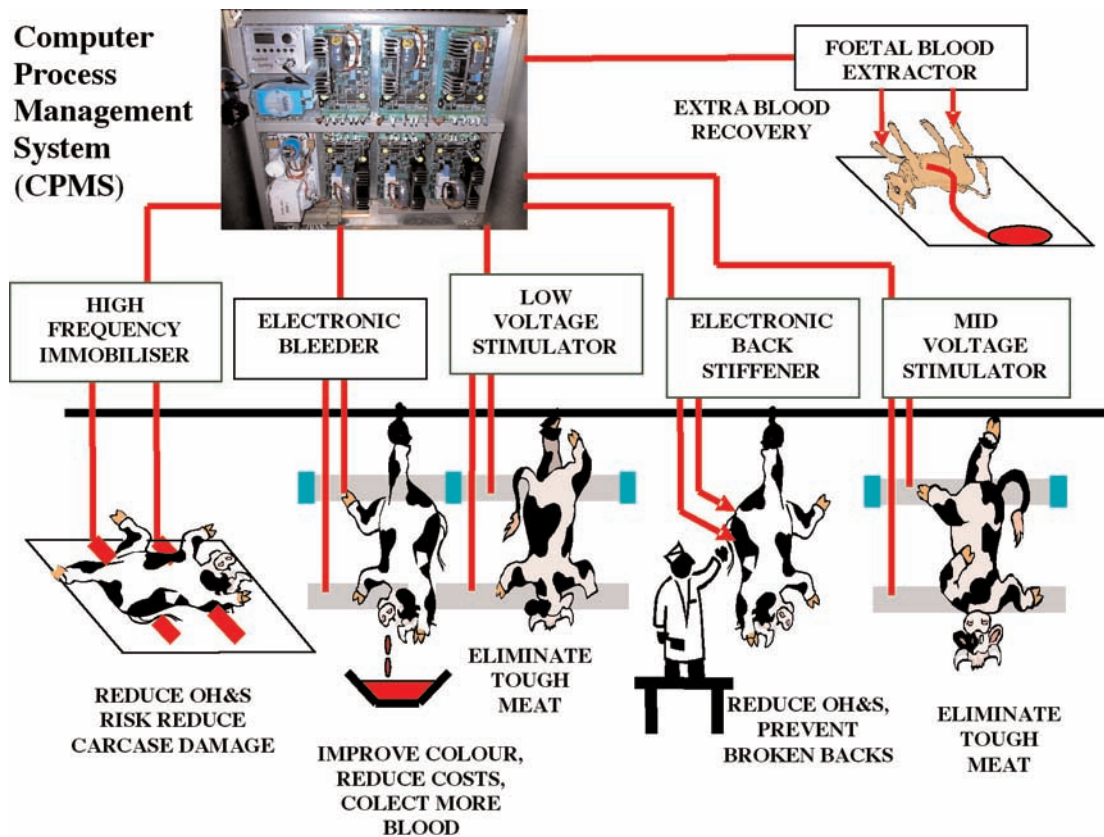 Computer
Process
Management
System
(CPMS)
FOETAL BLOOD
EXTRACTOR
EXTRA BLOOD
RECOVERY
HIGH
FREQUENCY
IMMOBILISER
ELECTRONIC
BLEEDER
LOW
VOLTAGE
STIMULATOR
ELECTRONIC
BACK
STIFFENER
MID
VOLTAGE
STIMULATOR
REDUCE OH&S
RISK REDUCE
CARCASE DAMAGE
IMPROVE COLOUR,
REDUCE COSTS,
COLECT MORE
BLOOD
ELIMINATE
TOUGH
MEAT
REDUCE OH&S,
PREVENT
BROKEN BACKS
ELIMINATE
TOUGH
MEAT